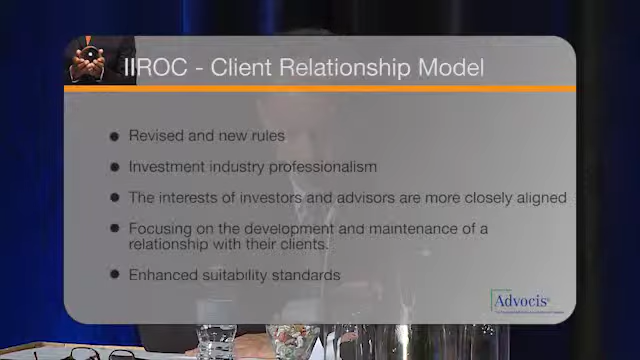 IIROC - Client Relationship Model
Revised and new rules
Investment industry professionalism
The interests of investors and advisors are more closely aligned
Focusing on the development and maintenance of a
relationship with their clients.
Enhanced suitability standards
Advocis